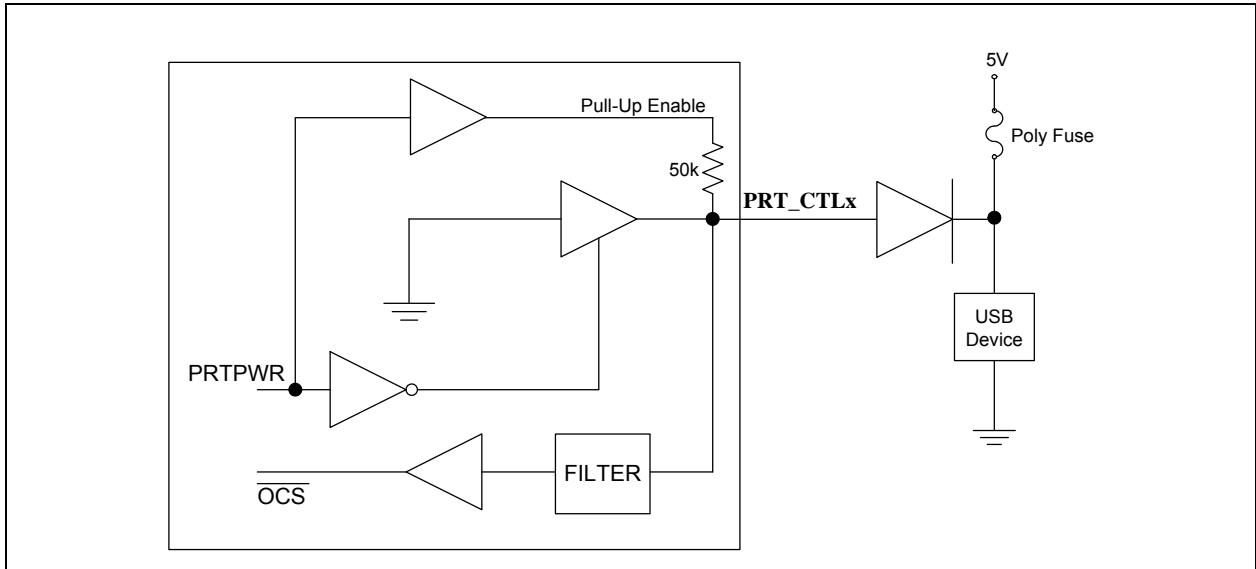 5V
Pull-Up Enable
Poly Fuse
50k
PRT_CTLx
USB
Device
PRTPWR
FILTER
OCS